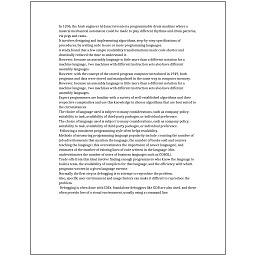 In 1206, the Arab engineer Al-Jazari invented a programmable drum machine where a
musical mechanical automaton could be made to play different rhythms and drum patterns,
via pegs and cams.
It involves designing and implementing algorithms, step-by-step specifications of
procedures, by writing code in one or more programming languages.
A study found that a few simple readability transformations made code shorter and
drastically reduced the time to understand it.
However, because an assembly language is little more than a different notation for a
machine language, two machines with different instruction sets also have different
assembly languages.
However, with the concept of the stored-program computer introduced in 1949, both
programs and data were stored and manipulated in the same way in computer memory.
However, because an assembly language is little more than a different notation for a
machine language, two machines with different instruction sets also have different
assembly languages.
Expert programmers are familiar with a variety of well-established algorithms and their
respective complexities and use this knowledge to choose algorithms that are best suited to
the circumstances.
The choice of language used is subject to many considerations, such as company policy,
suitability to task, availability of third-party packages, or individual preference.
The choice of language used is subject to many considerations, such as company policy,
suitability to task, availability of third-party packages, or individual preference.
Following a consistent programming style often helps readability.
Methods of measuring programming language popularity include: counting the number of
job advertisements that mention the language, the number of books sold and courses
teaching the language (this overestimates the importance of newer languages), and
estimates of the number of existing lines of code written in the language (this
underestimates the number of users of business languages such as COBOL).
Trade-offs from this ideal involve finding enough programmers who know the language to
build a team, the availability of compilers for that language, and the efficiency with which
programs written in a given language execute.
Normally the first step in debugging is to attempt to reproduce the problem.
Also, specific user environment and usage history can make it difficult to reproduce the
problem.
Debugging is often done with IDEs. Standalone debuggers like GDB are also used, and these
often provide less of a visual environment, usually using a command line.